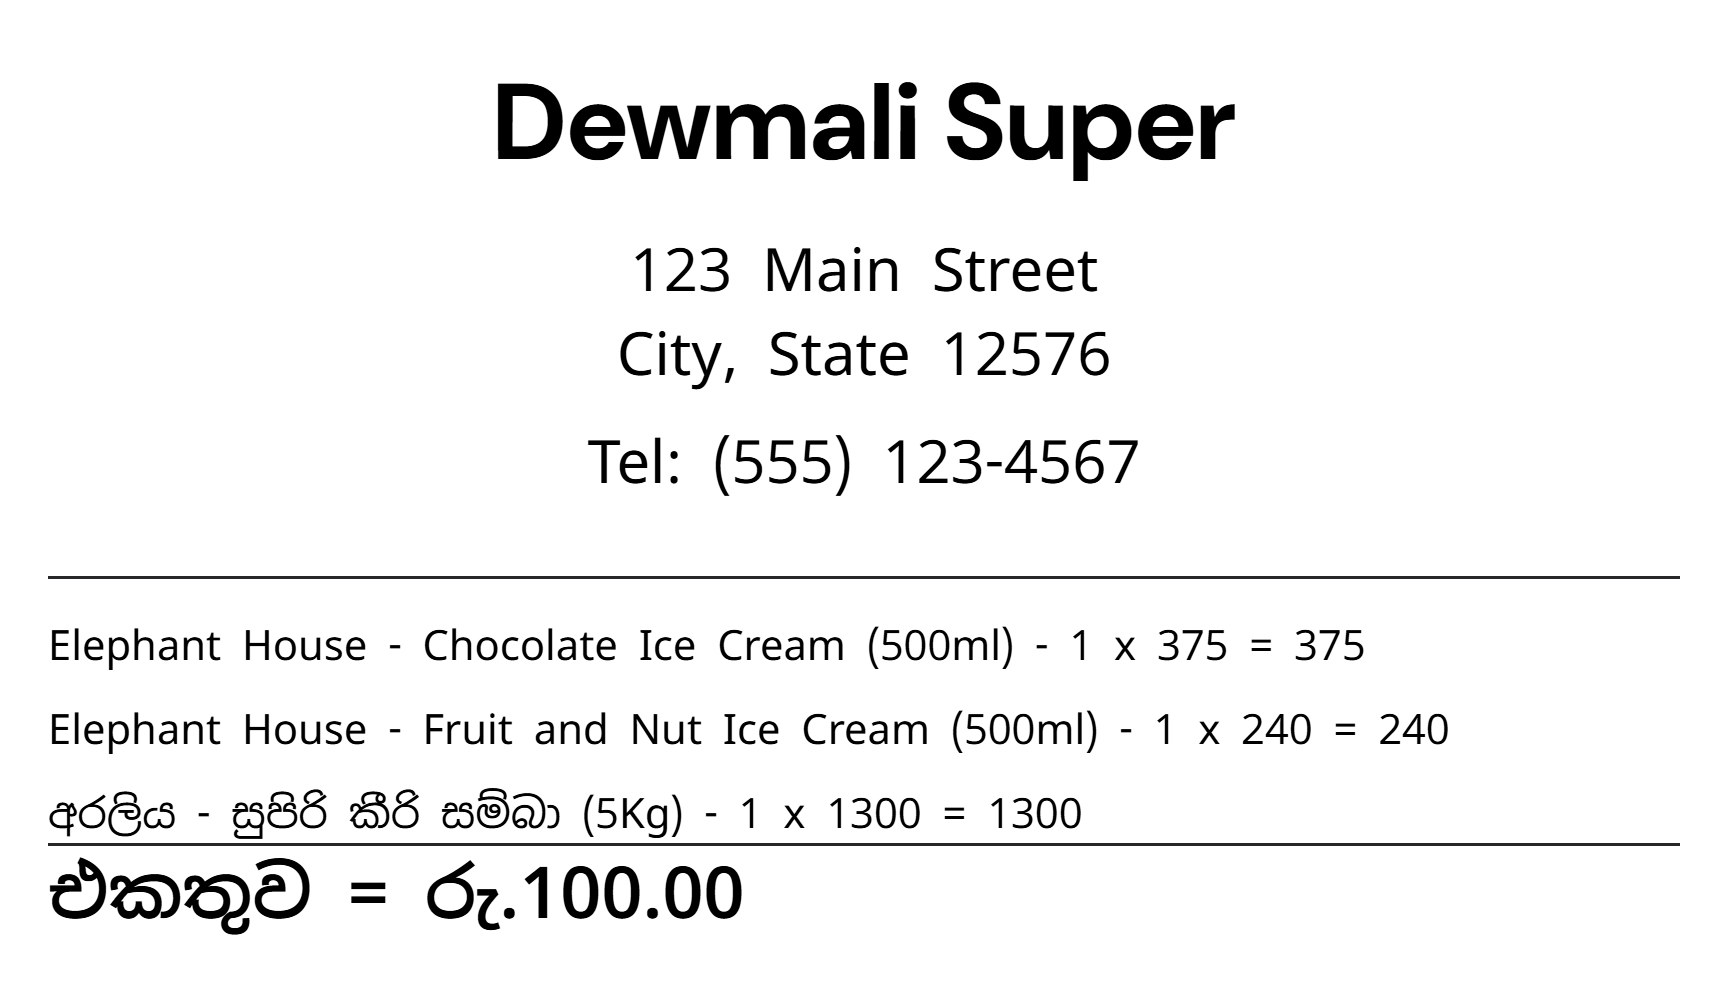 Dewmali Super
123 Main Street
City, State 12576
Tel: (555) 123-4567
Elephant House - Chocolate Ice Cream (500ml) - 1 x 375 = 375
Elephant House - Fruit and Nut Ice Cream (500ml) - 1 x 240 = 240
අරලිය - සුපිරි කීරි සම්බා (5Kg) - 1 x 1300 = 1300
එකතුව = රු.100.00